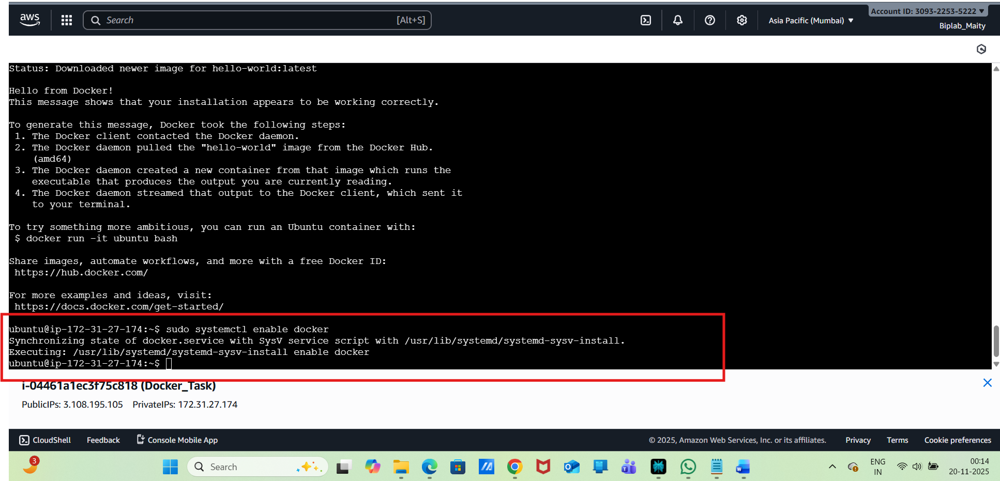 aws
Search [Alt+S]
Asia Pacific (Mumbai)
Account ID: 3093-2253-5222
Biplab_Maity
Status: Downloaded newer image for hello-world:latest
Hello from Docker!
This message shows that your installation appears to be working correctly.
To generate this message, Docker took the following steps:
1. The Docker client contacted the Docker daemon.
2. The Docker daemon pulled the "hello-world" image from the Docker Hub.
(amd64)
3. The Docker daemon created a new container from that image which runs the
executable that produces the output you are currently reading.
4. The Docker daemon streamed that output to the Docker client, which sent it
to your terminal.
To try something more ambitious, you can run an Ubuntu container with:
$ docker run -it ubuntu bash
Share images, automate workflows, and more with a free Docker ID:
https://hub.docker.com/
For more examples and ideas, visit:
https://docs.docker.com/get-started/
ubuntu@ip-172-31-27-174:~$ sudo systemctl enable docker
Synchronizing state of docker.service with SysV service script with /usr/lib/systemd/systemd-sysv-install.
Executing: /usr/lib/systemd/systemd-sysv-install enable docker
ubuntu@ip-172-31-27-174:~$
i-04461a1ec3f75c818 (Docker_Task)
PublicIPs: 3.108.195.105 PrivateIPs: 172.31.27.174
CloudShell Feedback Console Mobile App © 2025, Amazon Web Services, Inc. or its affiliates. Privacy Terms Cookie preferences
3
Search
ENG
IN
00:14
20-11-2025